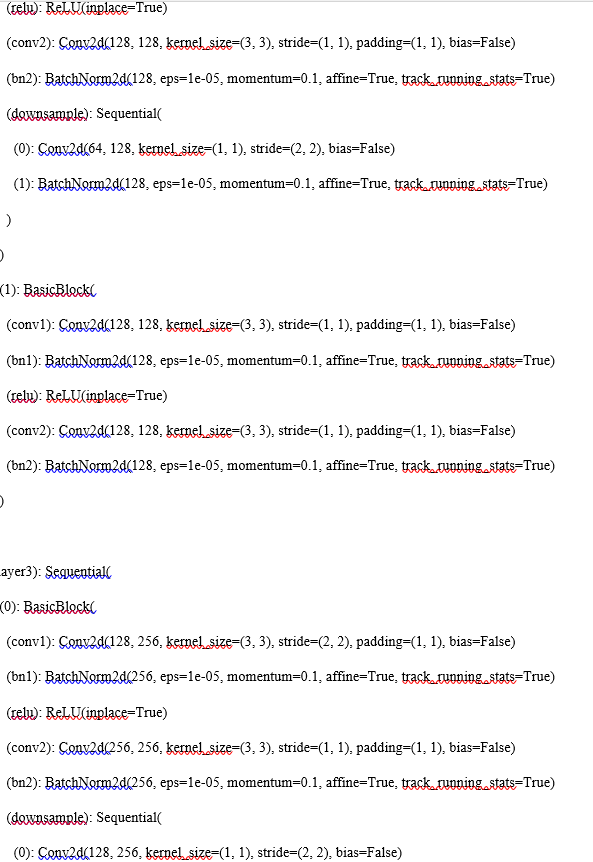 (relu): ReLU(inplace=True)
(conv2): Conv2d(128, 128, kernel_size=(3, 3), stride=(1, 1), padding=(1, 1), bias=False)
(bn2): BatchNorm2d(128, eps=1e-05, momentum=0.1, affine=True, track_running_stats=True)
(downsample): Sequential(
(0): Conv2d(64, 128, kernel_size=(1, 1), stride=(2, 2), bias=False)
(1): BatchNorm2d(128, eps=1e-05, momentum=0.1, affine=True, track_running_stats=True)
)
)
(1): BasicBlock(
(conv1): Conv2d(128, 128, kernel_size=(3, 3), stride=(1, 1), padding=(1, 1), bias=False)
(bn1): BatchNorm2d(128, eps=1e-05, momentum=0.1, affine=True, track_running_stats=True)
(relu): ReLU(inplace=True)
(conv2): Conv2d(128, 128, kernel_size=(3, 3), stride=(1, 1), padding=(1, 1), bias=False)
(bn2): BatchNorm2d(128, eps=1e-05, momentum=0.1, affine=True, track_running_stats=True)
)
ayer3): Sequential(
(0): BasicBlock(
(conv1): Conv2d(128, 256, kernel_size=(3, 3), stride=(2, 2), padding=(1, 1), bias=False)
(bn1): BatchNorm2d(256, eps=1e-05, momentum=0.1, affine=True, track_running_stats=True)
(relu): ReLU(inplace=True)
(conv2): Conv2d(256, 256, kernel_size=(3, 3), stride=(1, 1), padding=(1, 1), bias=False)
(bn2): BatchNorm2d(256, eps=1e-05, momentum=0.1, affine=True, track_running_stats=True)
(downsample): Sequential(
(0): Conv2d(128, 256, kernel_size=(1, 1), stride=(2, 2), bias=False)